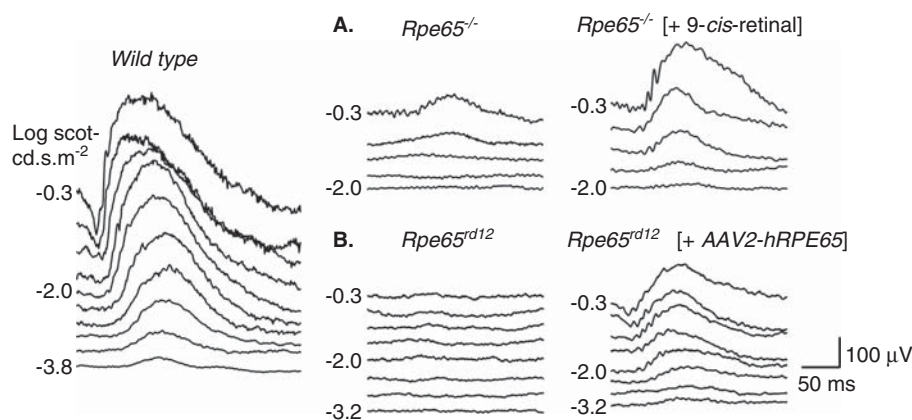 A.
Rpe65-/-
Rpe65-/- [+ 9-cis-retinal]
Wild type
Log scot-
cd.s.m-2
-0.3
-2.0
-3.8
-0.3
-2.0
-0.3
-2.0
B.
Rpe65rd12
Rpe65rd12 [+ AAV2-hRPE65]
-0.3
-2.0
-3.2
-0.3
-2.0
-3.2
100 μV
50 ms